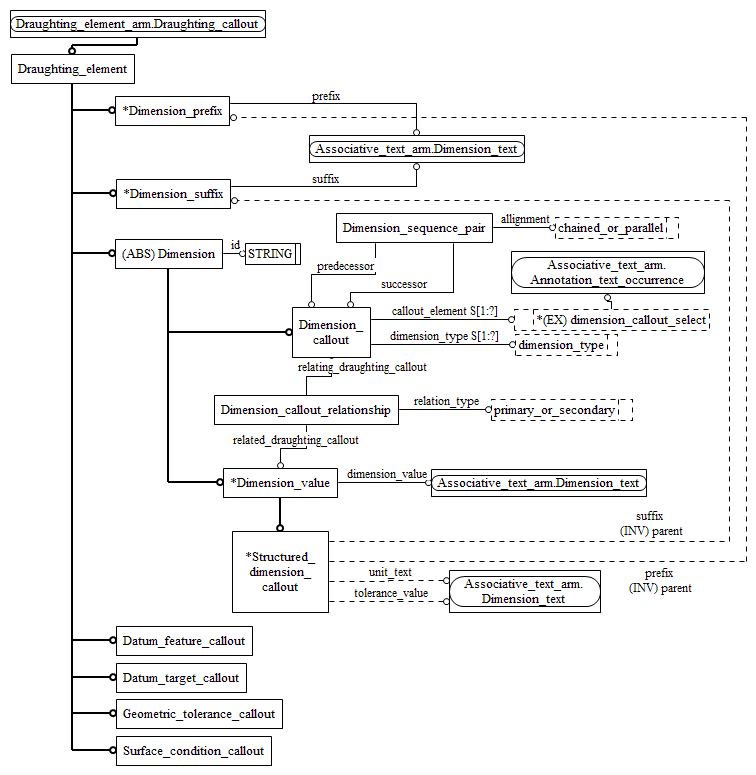 Draughting_element_arm.Draughting_callout
Draughting_element
*Dimension_prefix
prefix
Associative_text_arm.Dimension_text
*Dimension_suffix
suffix
Dimension_sequence_pair
allignment
chained_or_parallel
(ABS) Dimension
id
STRING
predecessor
successor
Associative_text_arm.
Annotation_text_occurrence
Dimension_
callout
callout_element S[1:?]
*(EX) dimension_callout_select
dimension_type S[1:?]
dimension_type
relating_draughting_callout
Dimension_callout_relationship
relation_type
primary_or_secondary
related_draughting_callout
*Dimension_value
dimension_value
Associative_text_arm.Dimension_text
suffix
(INV) parent
*Structured_
dimension_
callout
unit_text
tolerance_value
Associative_text_arm.
Dimension_text
prefix
(INV) parent
Datum_feature_callout
Datum_target_callout
Geometric_tolerance_callout
Surface_condition_callout